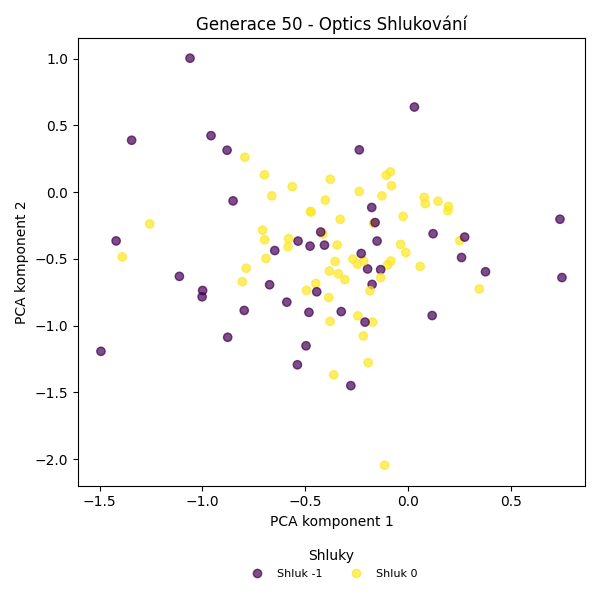 Generace 50 - Optics Shlukování
PCA komponent 2
1.0
0.5
0.0
−0.5
−1.0
−1.5
−2.0
−1.5 −1.0 −0.5 0.0 0.5
PCA komponent 1
Shluky
Shluk -1 Shluk 0